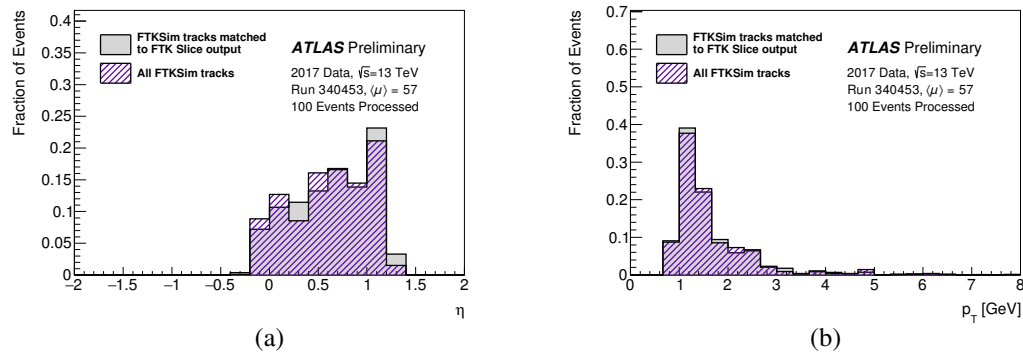 Fraction of Events
0.4
0.35
0.3
0.25
0.2
0.15
0.1
0.05
0
FTKSim tracks matched
to FTK Slice output
All FTKSim tracks
ATLAS Preliminary
2017 Data, √s=13 TeV
Run 340453, ⟨μ⟩ = 57
100 Events Processed
−2 −1.5 −1 −0.5 0 0.5 1 1.5 2
η
(a)
Fraction of Events
0.7
0.6
0.5
0.4
0.3
0.2
0.1
0
FTKSim tracks matched
to FTK Slice output
All FTKSim tracks
ATLAS Preliminary
2017 Data, √s=13 TeV
Run 340453, ⟨μ⟩ = 57
100 Events Processed
0 1 2 3 4 5 6 7 8
p_T [GeV]
(b)